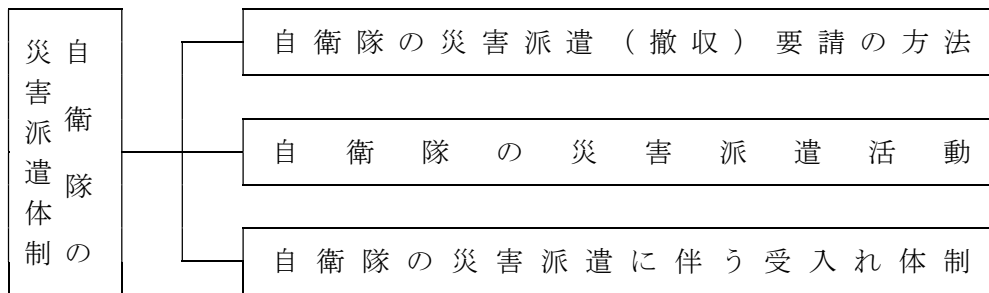 自衛隊の
災害派遣体制
自衛隊の災害派遣(撤収)要請の方法
自衛隊の災害派遣活動
自衛隊の災害派遣に伴う受入れ体制